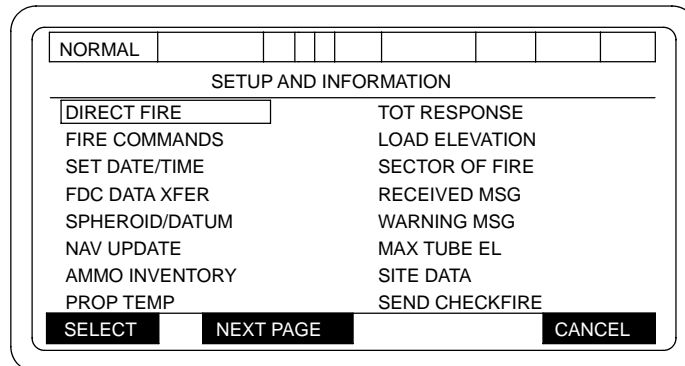 NORMAL
SETUP AND INFORMATION
DIRECT FIRE
FIRE COMMANDS
SET DATE/TIME
FDC DATA XFER
SPHEROID/DATUM
NAV UPDATE
AMMO INVENTORY
PROP TEMP
TOT RESPONSE
LOAD ELEVATION
SECTOR OF FIRE
RECEIVED MSG
WARNING MSG
MAX TUBE EL
SITE DATA
SEND CHECKFIRE
SELECT
NEXT PAGE
CANCEL